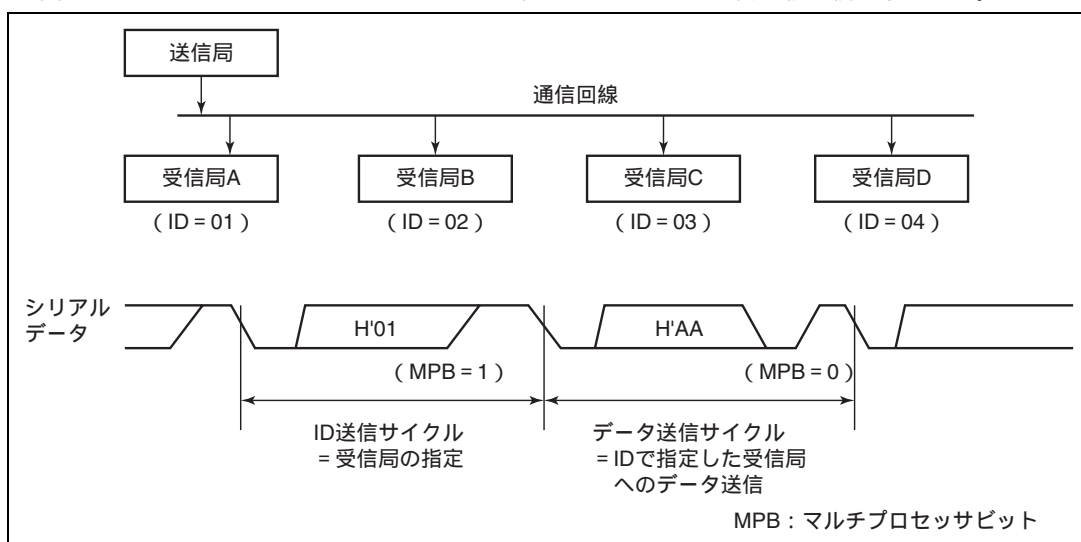 送信局
通信回線
受信局A 受信局B 受信局C 受信局D
（ID = 01） （ID = 02） （ID = 03） （ID = 04）
シリアル
データ
H'01 H'AA
（MPB = 1） （MPB = 0）
ID送信サイクル
= 受信局の指定
データ送信サイクル
= IDで指定した受信局
へのデータ送信
MPB：マルチプロセッサビット